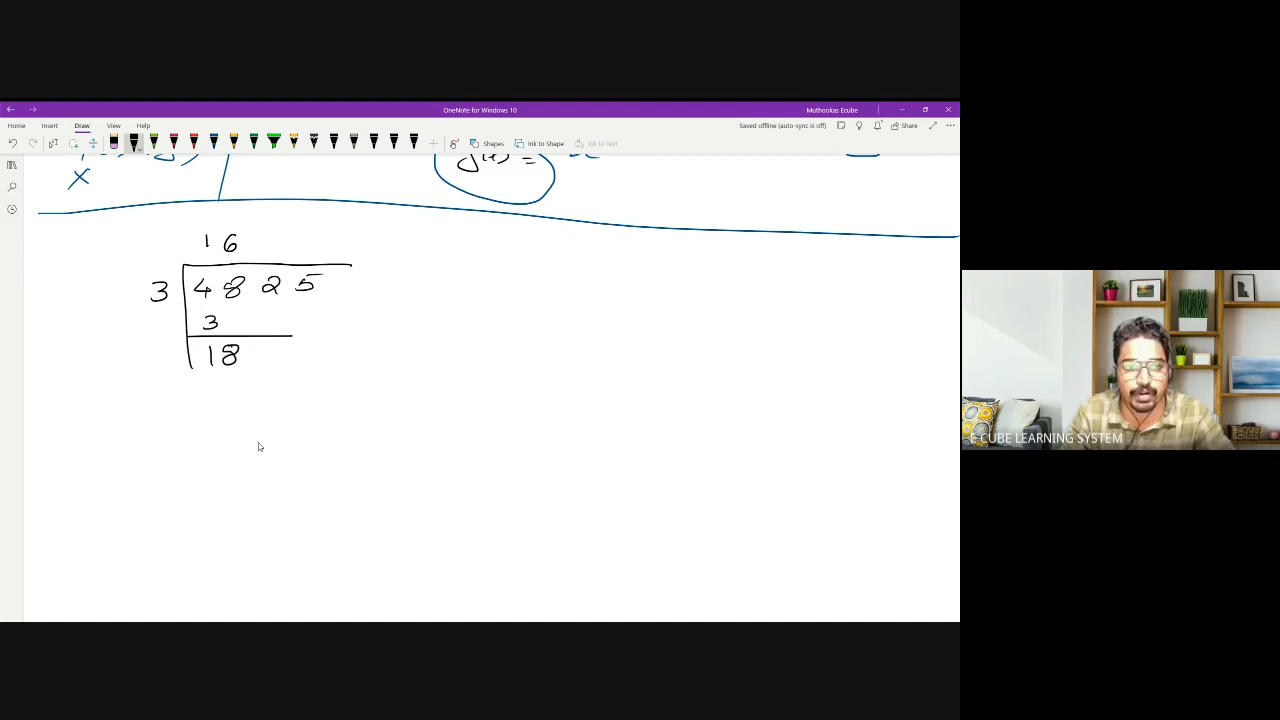 OneNote for Windows 10
Muthookas Ecube
Home Insert Draw View Help
Saved offline (auto-sync is off)
Share
Shapes
Ink to Shape
Ink to Text
x
1 6
3 4 8 2 5
3
1 8
E CUBE LEARNING SYSTEM